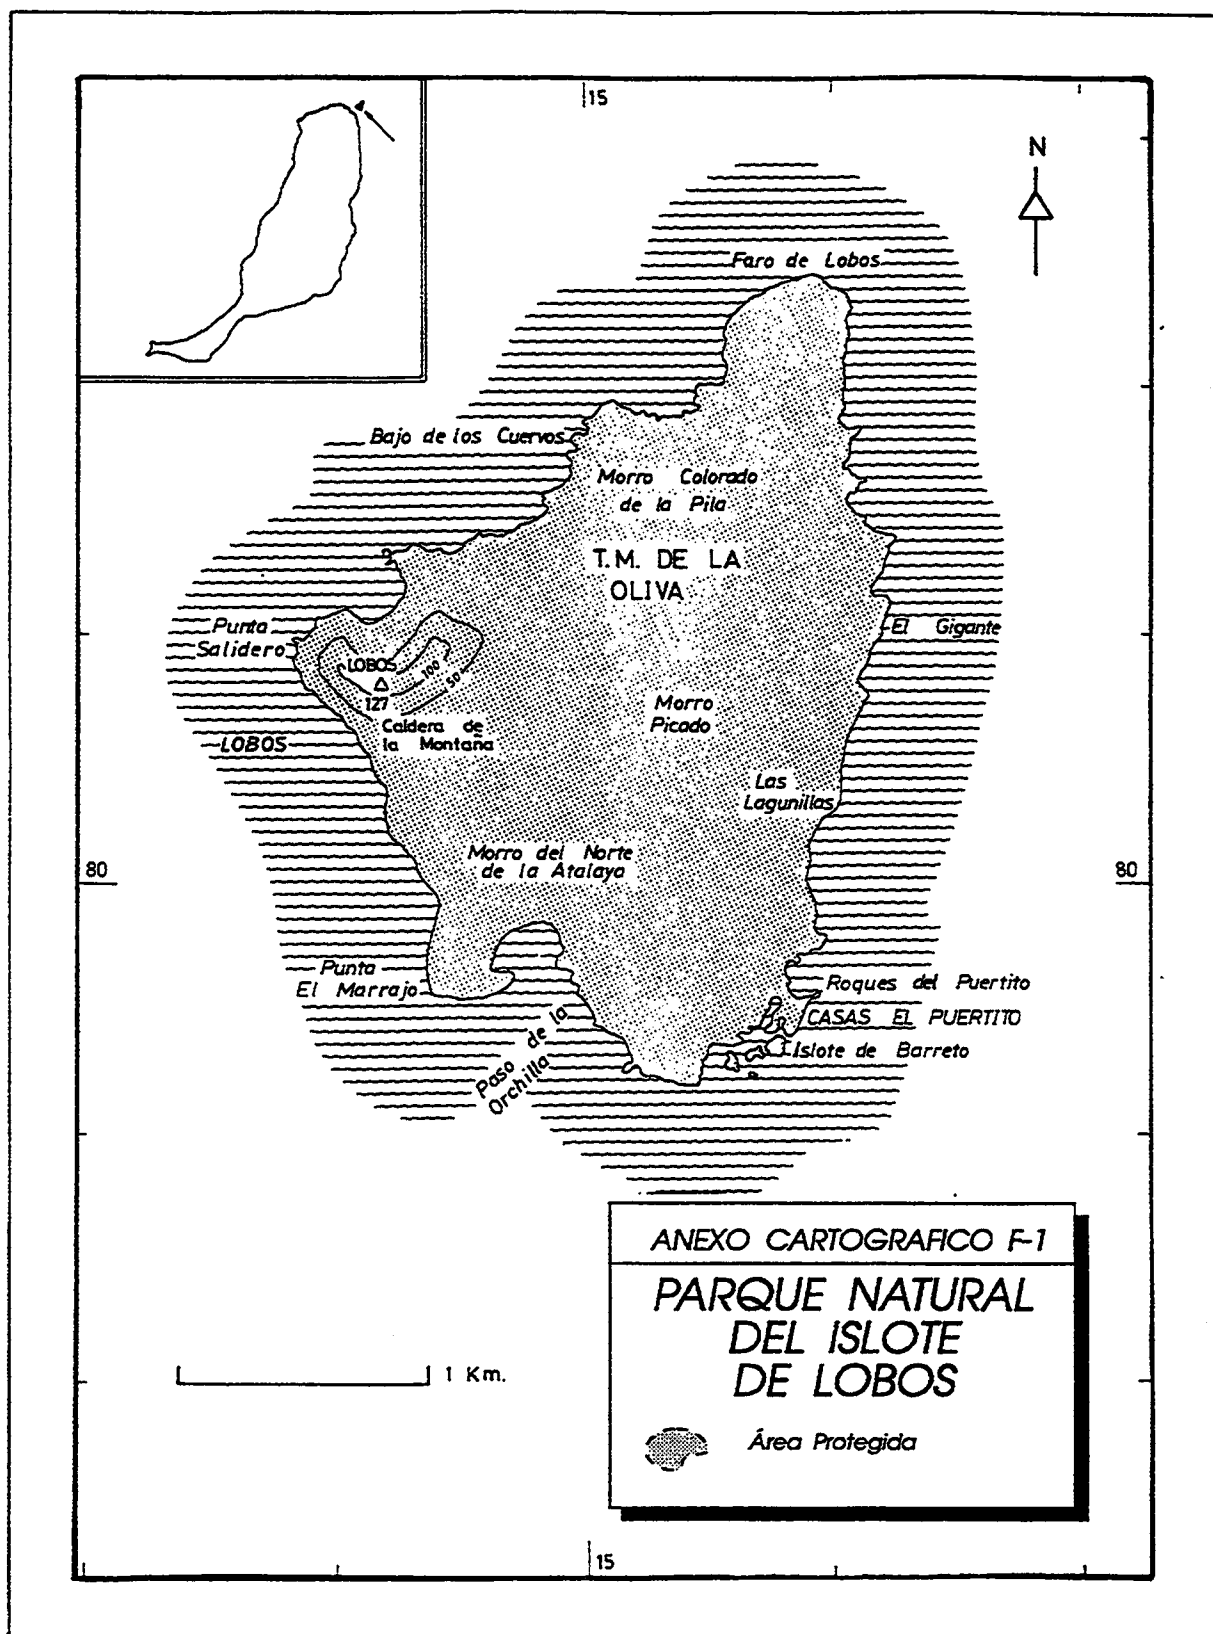 15
N
Faro de Lobos
Bajo de los Cuervos
Morro Colorado
de la Pila
T.M. DE LA
OLIVA
Punta
Salidero
El Gigante
LOBOS
100
50
127
Caldera de
la Montaña
LOBOS
Morro
Picado
Las
Lagunillas
Morro del Norte
de la Atalaya
80
80
Punta
El Marrajo
Paso de la
Orchilla
Roques del Puertito
CASAS EL PUERTITO
Islote de Barreto
ANEXO CARTOGRAFICO F-1
PARQUE NATURAL
DEL ISLOTE
DE LOBOS
Área Protegida
1 Km.
15